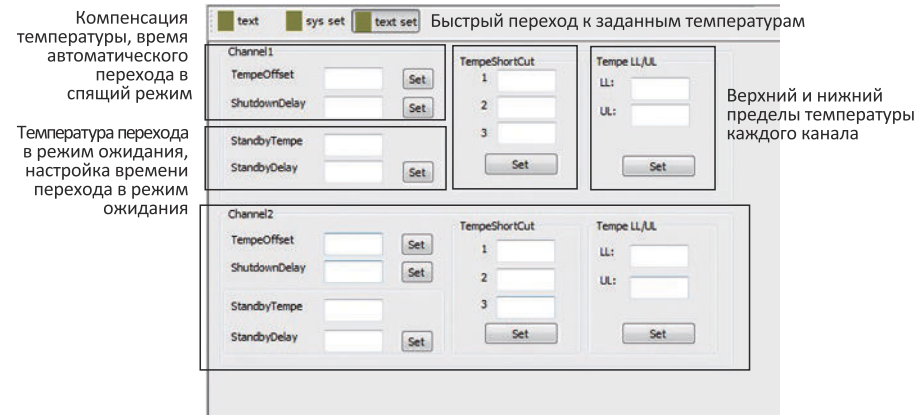 Компенсация
температуры, время
автоматического
перехода в
спящий режим
Температура перехода
в режим ожидания,
настройка времени
перехода в режим
ожидания
text sys set text set Быстрый переход к заданным температурам
Channel1
TempeOffset Set
ShutdownDelay Set
StandbyTempe
StandbyDelay Set
TempeShortCut
1
2
3
Set
Tempe LL/UL
LL:
UL:
Set
Верхний и нижний
пределы температуры
каждого канала
Channel2
TempeOffset Set
ShutdownDelay Set
StandbyTempe
StandbyDelay Set
TempeShortCut
1
2
3
Set
Tempe LL/UL
LL:
UL:
Set